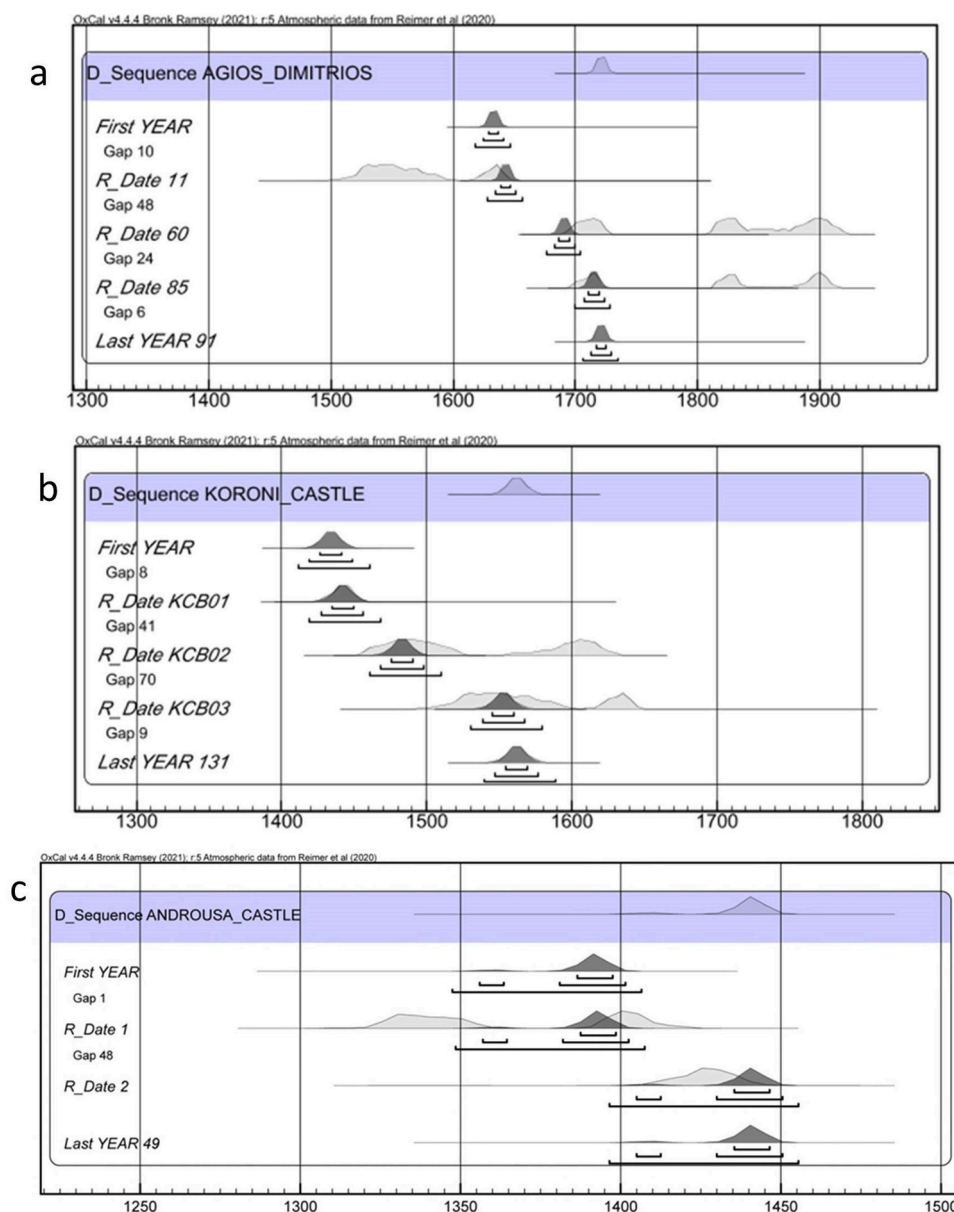 OxCal v4.4.4 Bronk Ramsey (2021); r:5 Atmospheric data from Reimer et al (2020)
a
D_Sequence AGIOS_DIMITRIOS
First YEAR
Gap 10
R_Date 11
Gap 48
R_Date 60
Gap 24
R_Date 85
Gap 6
Last YEAR 91
1300 1400 1500 1600 1700 1800 1900
OxCal v4.4.4 Bronk Ramsey (2021); r:5 Atmospheric data from Reimer et al (2020)
b
D_Sequence KORONI_CASTLE
First YEAR
Gap 8
R_Date KCB01
Gap 41
R_Date KCB02
Gap 70
R_Date KCB03
Gap 9
Last YEAR 131
1300 1400 1500 1600 1700 1800
OxCal v4.4.4 Bronk Ramsey (2021); r:5 Atmospheric data from Reimer et al (2020)
c
D_Sequence ANDROUSA_CASTLE
First YEAR
Gap 1
R_Date 1
Gap 48
R_Date 2
Last YEAR 49
1250 1300 1350 1400 1450 1500